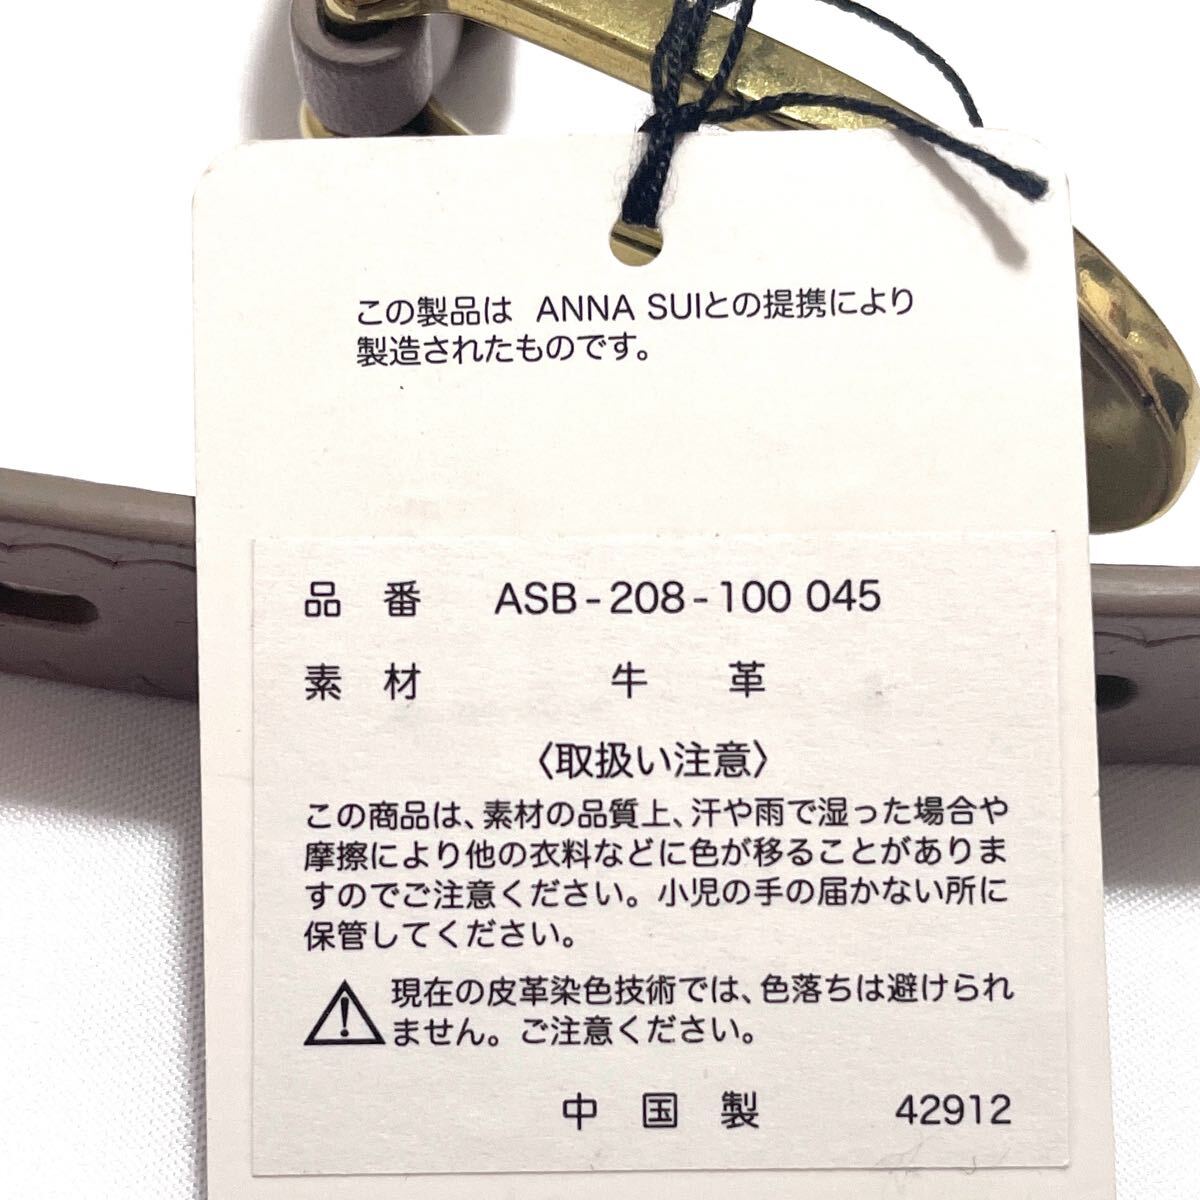 この製品は ANNA SUIとの提携により
製造されたものです。
品 番 ASB-208-100 045
素 材 牛 革
〈取扱い注意〉
この商品は、素材の品質上、汗や雨で湿った場合や
摩擦により他の衣料などに色が移ることがありま
すのでご注意ください。小児の手の届かない所に
保管してください。
現在の皮革染色技術では、色落ちは避けられ
ません。ご注意ください。
中 国 製 42912